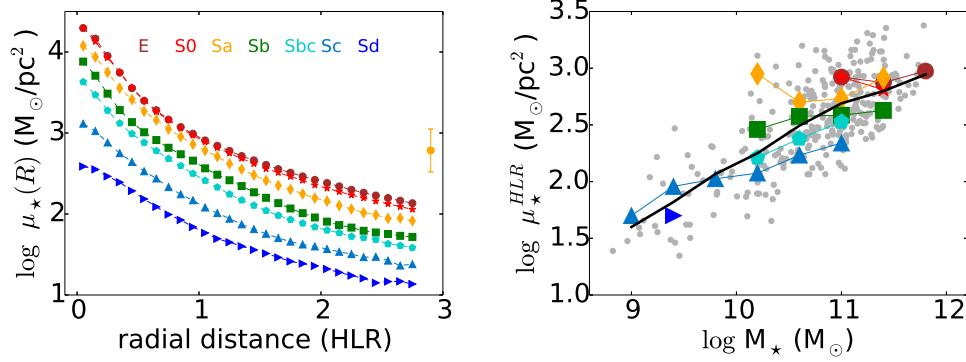 4
3
2
1
log μ⋆(R) (M⊙/pc²)
E S0 Sa Sb Sbc Sc Sd
0 1 2 3
radial distance (HLR)
3.5
3.0
2.5
2.0
1.5
1.0
log μ⋆^HLR (M⊙/pc²)
9 10 11 12
log M⋆ (M⊙)